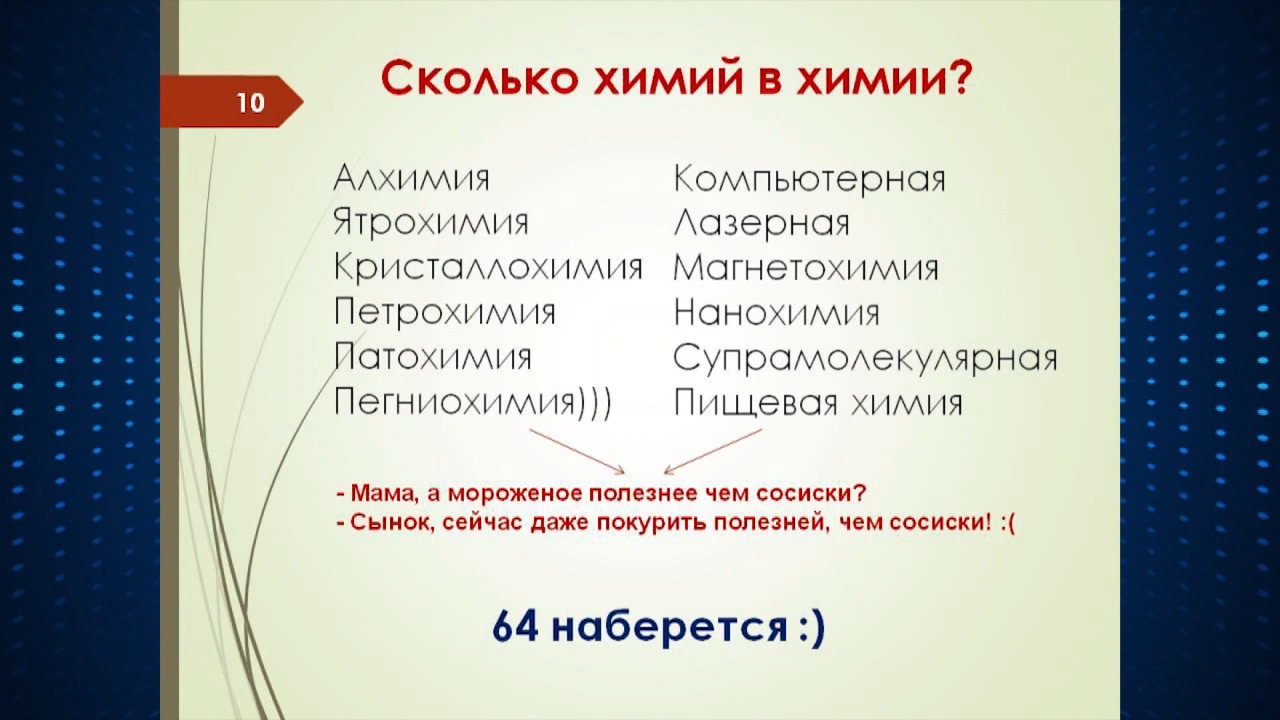 Сколько химий в химии?
10
Алхимия
Ятрохимия
Кристаллохимия
Петрохимия
Патохимия
Пегниохимия)))
Компьютерная
Лазерная
Магнетохимия
Нанохимия
Супрамолекулярная
Пищевая химия
- Мама, а мороженое полезнее чем сосиски?
- Сынок, сейчас даже покурить полезней, чем сосиски! :(
64 наберется :)